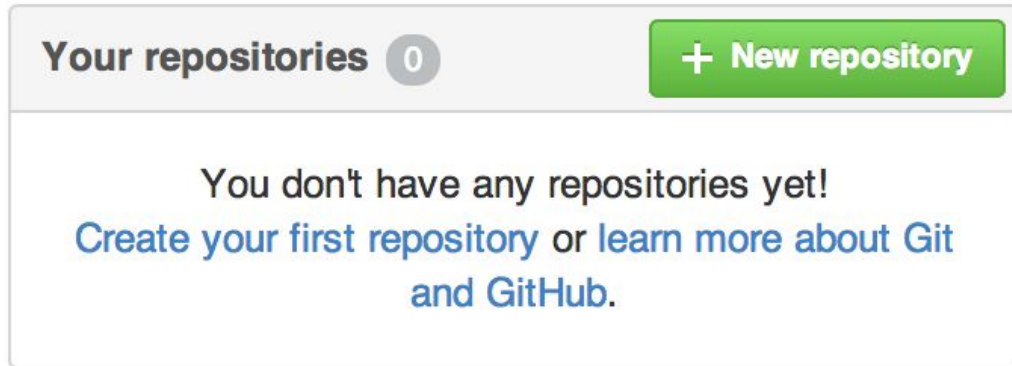 Your repositories 0
+ New repository
You don't have any repositories yet!
Create your first repository or learn more about Git
and GitHub.